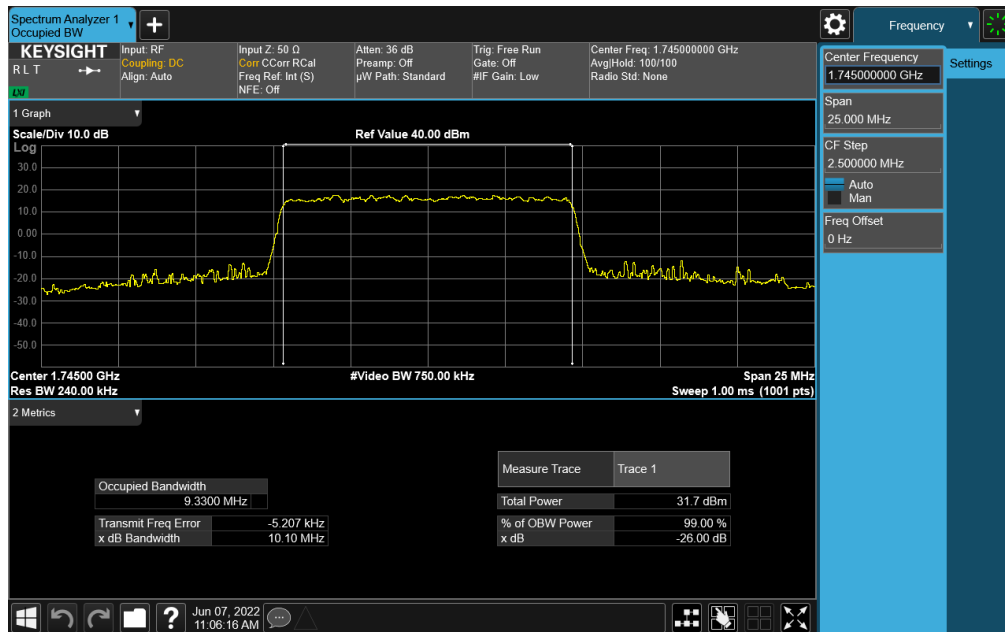 Spectrum Analyzer 1
Occupied BW
Frequency
KEYSIGHT
R L T
LXI
Input: RF
Coupling: DC
Align: Auto
Input Z: 50 Ω
Corr CCorr RCal
Freq Ref: Int (S)
NFE: Off
Atten: 36 dB
Preamp: Off
µW Path: Standard
Trig: Free Run
Gate: Off
#IF Gain: Low
Center Freq: 1.745000000 GHz
Avg|Hold: 100/100
Radio Std: None
Center Frequency
1.745000000 GHz
Settings
Span
25.000 MHz
CF Step
2.500000 MHz
Auto
Man
Freq Offset
0 Hz
1 Graph
Scale/Div 10.0 dB
Ref Value 40.00 dBm
Log
30.0
20.0
10.0
0.00
-10.0
-20.0
-30.0
-40.0
-50.0
Center 1.74500 GHz
#Video BW 750.00 kHz
Span 25 MHz
Res BW 240.00 kHz
Sweep 1.00 ms (1001 pts)
2 Metrics
Occupied Bandwidth
9.3300 MHz
Transmit Freq Error -5.207 kHz
x dB Bandwidth 10.10 MHz
Measure Trace Trace 1
Total Power 31.7 dBm
% of OBW Power 99.00 %
x dB -26.00 dB
Jun 07, 2022
11:06:16 AM